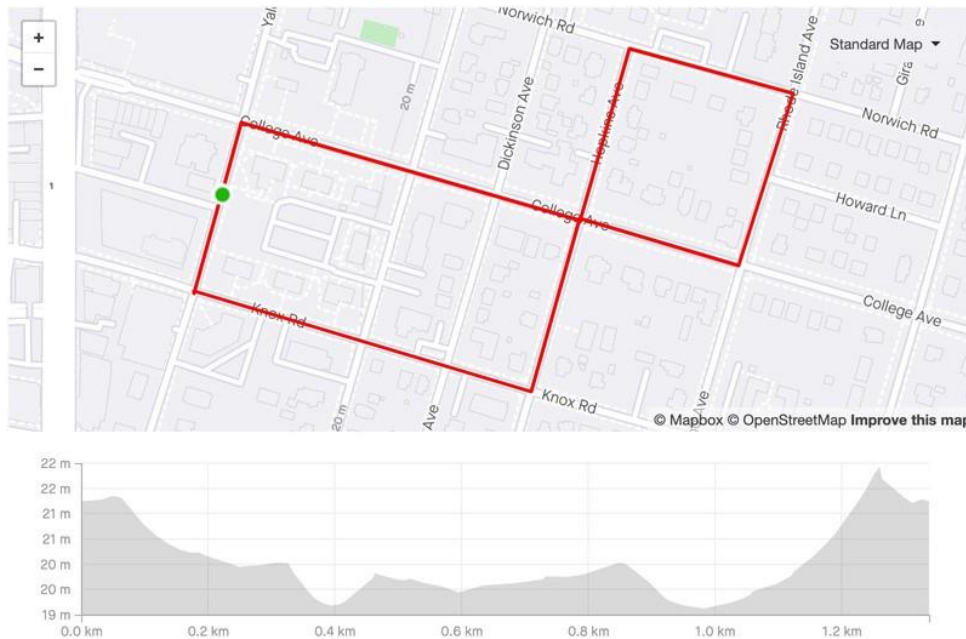 +
−
1
Yal
20 m
Norwich Rd
Dickinson Ave
Hopkins Ave
Rhode Island Ave
Standard Map
Norwich Rd
College Ave
College Ave
Howard Ln
College Ave
Knox Rd
Knox Rd
20 m
Ave
Ave
© Mapbox © OpenStreetMap Improve this map
22 m
21 m
21 m
20 m
20 m
19 m
0.0 km
0.2 km
0.4 km
0.6 km
0.8 km
1.0 km
1.2 km